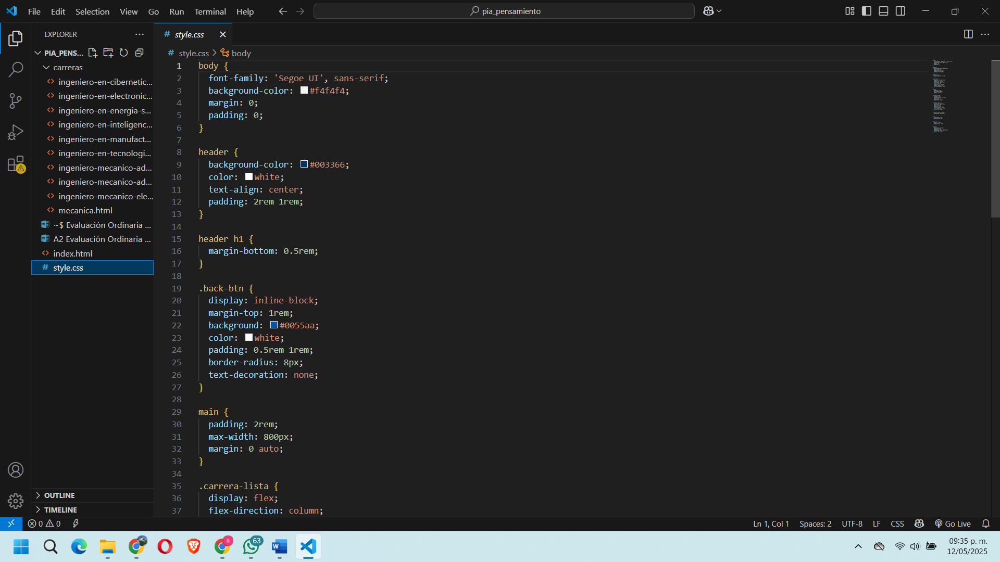 File Edit Selection View Go Run Terminal Help
pia_pensamiento
EXPLORER
PIA_PENS...
carreras
ingeniero-en-cibernetic...
ingeniero-en-electronic...
ingeniero-en-energia-s...
ingeniero-en-inteligenc...
ingeniero-en-manufact...
ingeniero-en-tecnologi...
ingeniero-mecanico-ad...
ingeniero-mecanico-ad...
ingeniero-mecanico-ele...
mecanica.html
~$ Evaluación Ordinaria ...
A2 Evaluación Ordinaria ...
index.html
style.css
OUTLINE
TIMELINE
# style.css
# style.css > body
1 body {
2 font-family: 'Segoe UI', sans-serif;
3 background-color: #f4f4f4;
4 margin: 0;
5 padding: 0;
6 }
7
8 header {
9 background-color: #003366;
10 color: white;
11 text-align: center;
12 padding: 2rem 1rem;
13 }
14
15 header h1 {
16 margin-bottom: 0.5rem;
17 }
18
19 .back-btn {
20 display: inline-block;
21 margin-top: 1rem;
22 background: #0055aa;
23 color: white;
24 padding: 0.5rem 1rem;
25 border-radius: 8px;
26 text-decoration: none;
27 }
28
29 main {
30 padding: 2rem;
31 max-width: 800px;
32 margin: 0 auto;
33 }
34
35 .carrera-lista {
36 display: flex;
37 flex-direction: column;
0 0
Ln 1, Col 1 Spaces: 2 UTF-8 LF CSS Go Live
63
09:35 p. m.
12/05/2025